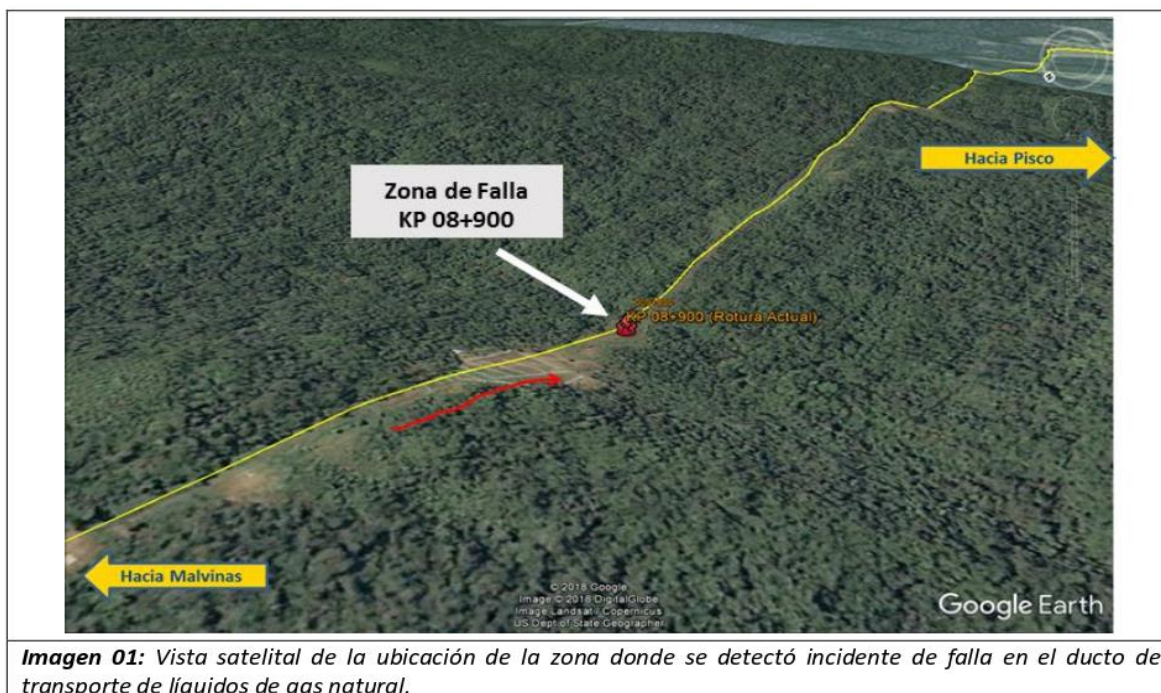 Hacia Pisco
Zona de Falla
KP 08+900
KP 08+900 (Rotura Actual)
Hacia Malvinas
© 2018 Google
Image © 2018 DigitalGlobe
Image Landsat / Copernicus
US Dept of State Geographer
Google Earth
Imagen 01: Vista satelital de la ubicación de la zona donde se detectó incidente de falla en el ducto de
transporte de líquidos de gas natural.